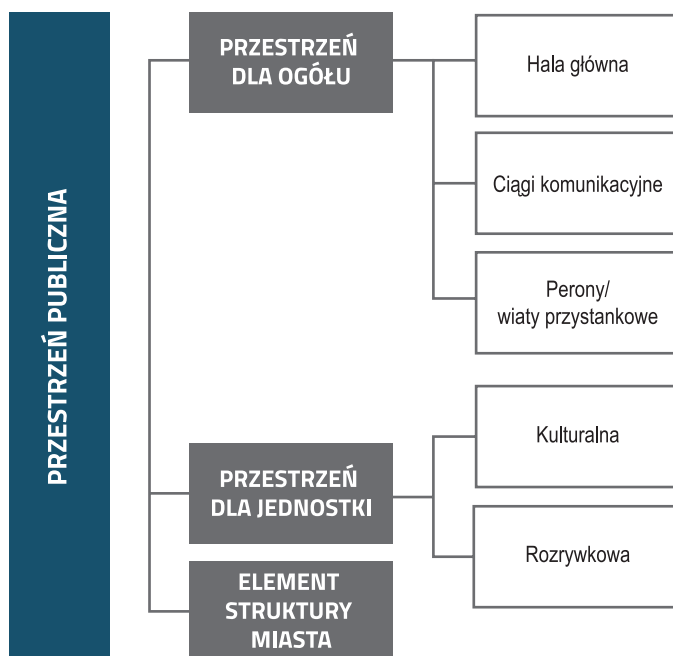 PRZESTRZEŃ PUBLICZNA
PRZESTRZEŃ
DLA OGÓŁU
Hala główna
Ciągi komunikacyjne
Perony/
wiaty przystankowe
PRZESTRZEŃ
DLA JEDNOSTKI
Kulturalna
Rozrywkowa
ELEMENT
STRUKTURY
MIASTA